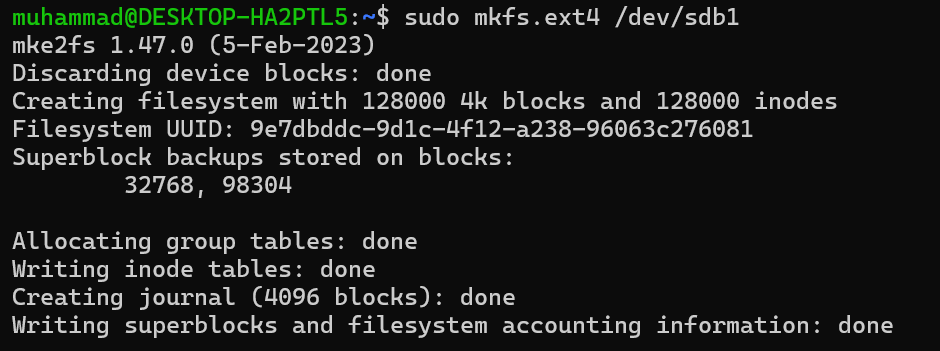 muhammad@DESKTOP-HA2PTL5:~$ sudo mkfs.ext4 /dev/sdb1
mke2fs 1.47.0 (5-Feb-2023)
Discarding device blocks: done
Creating filesystem with 128000 4k blocks and 128000 inodes
Filesystem UUID: 9e7dbddc-9d1c-4f12-a238-96063c276081
Superblock backups stored on blocks:
        32768, 98304

Allocating group tables: done
Writing inode tables: done
Creating journal (4096 blocks): done
Writing superblocks and filesystem accounting information: done